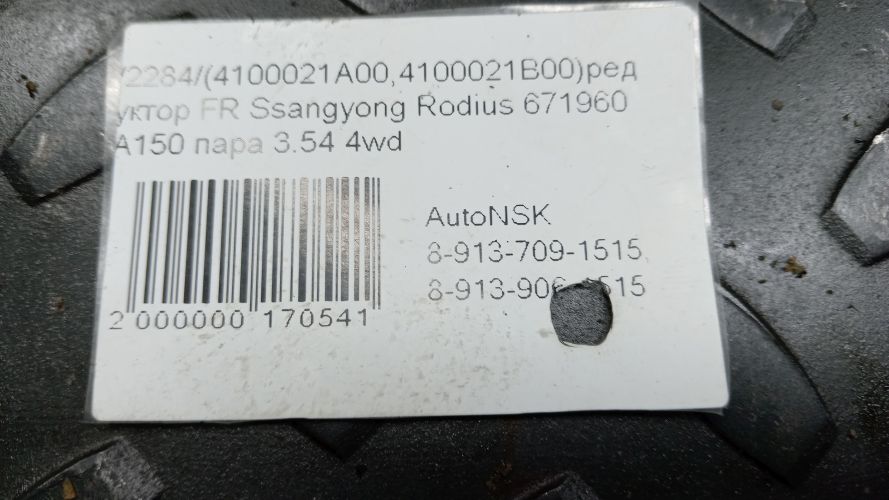 /2284/(4100021A00,4100021B00)ред
уктор FR Ssangyong Rodius 671960
A150 пара 3.54 4wd
AutoNSK
8-913-709-1515,
8-913-906-1515
2 000000 170541